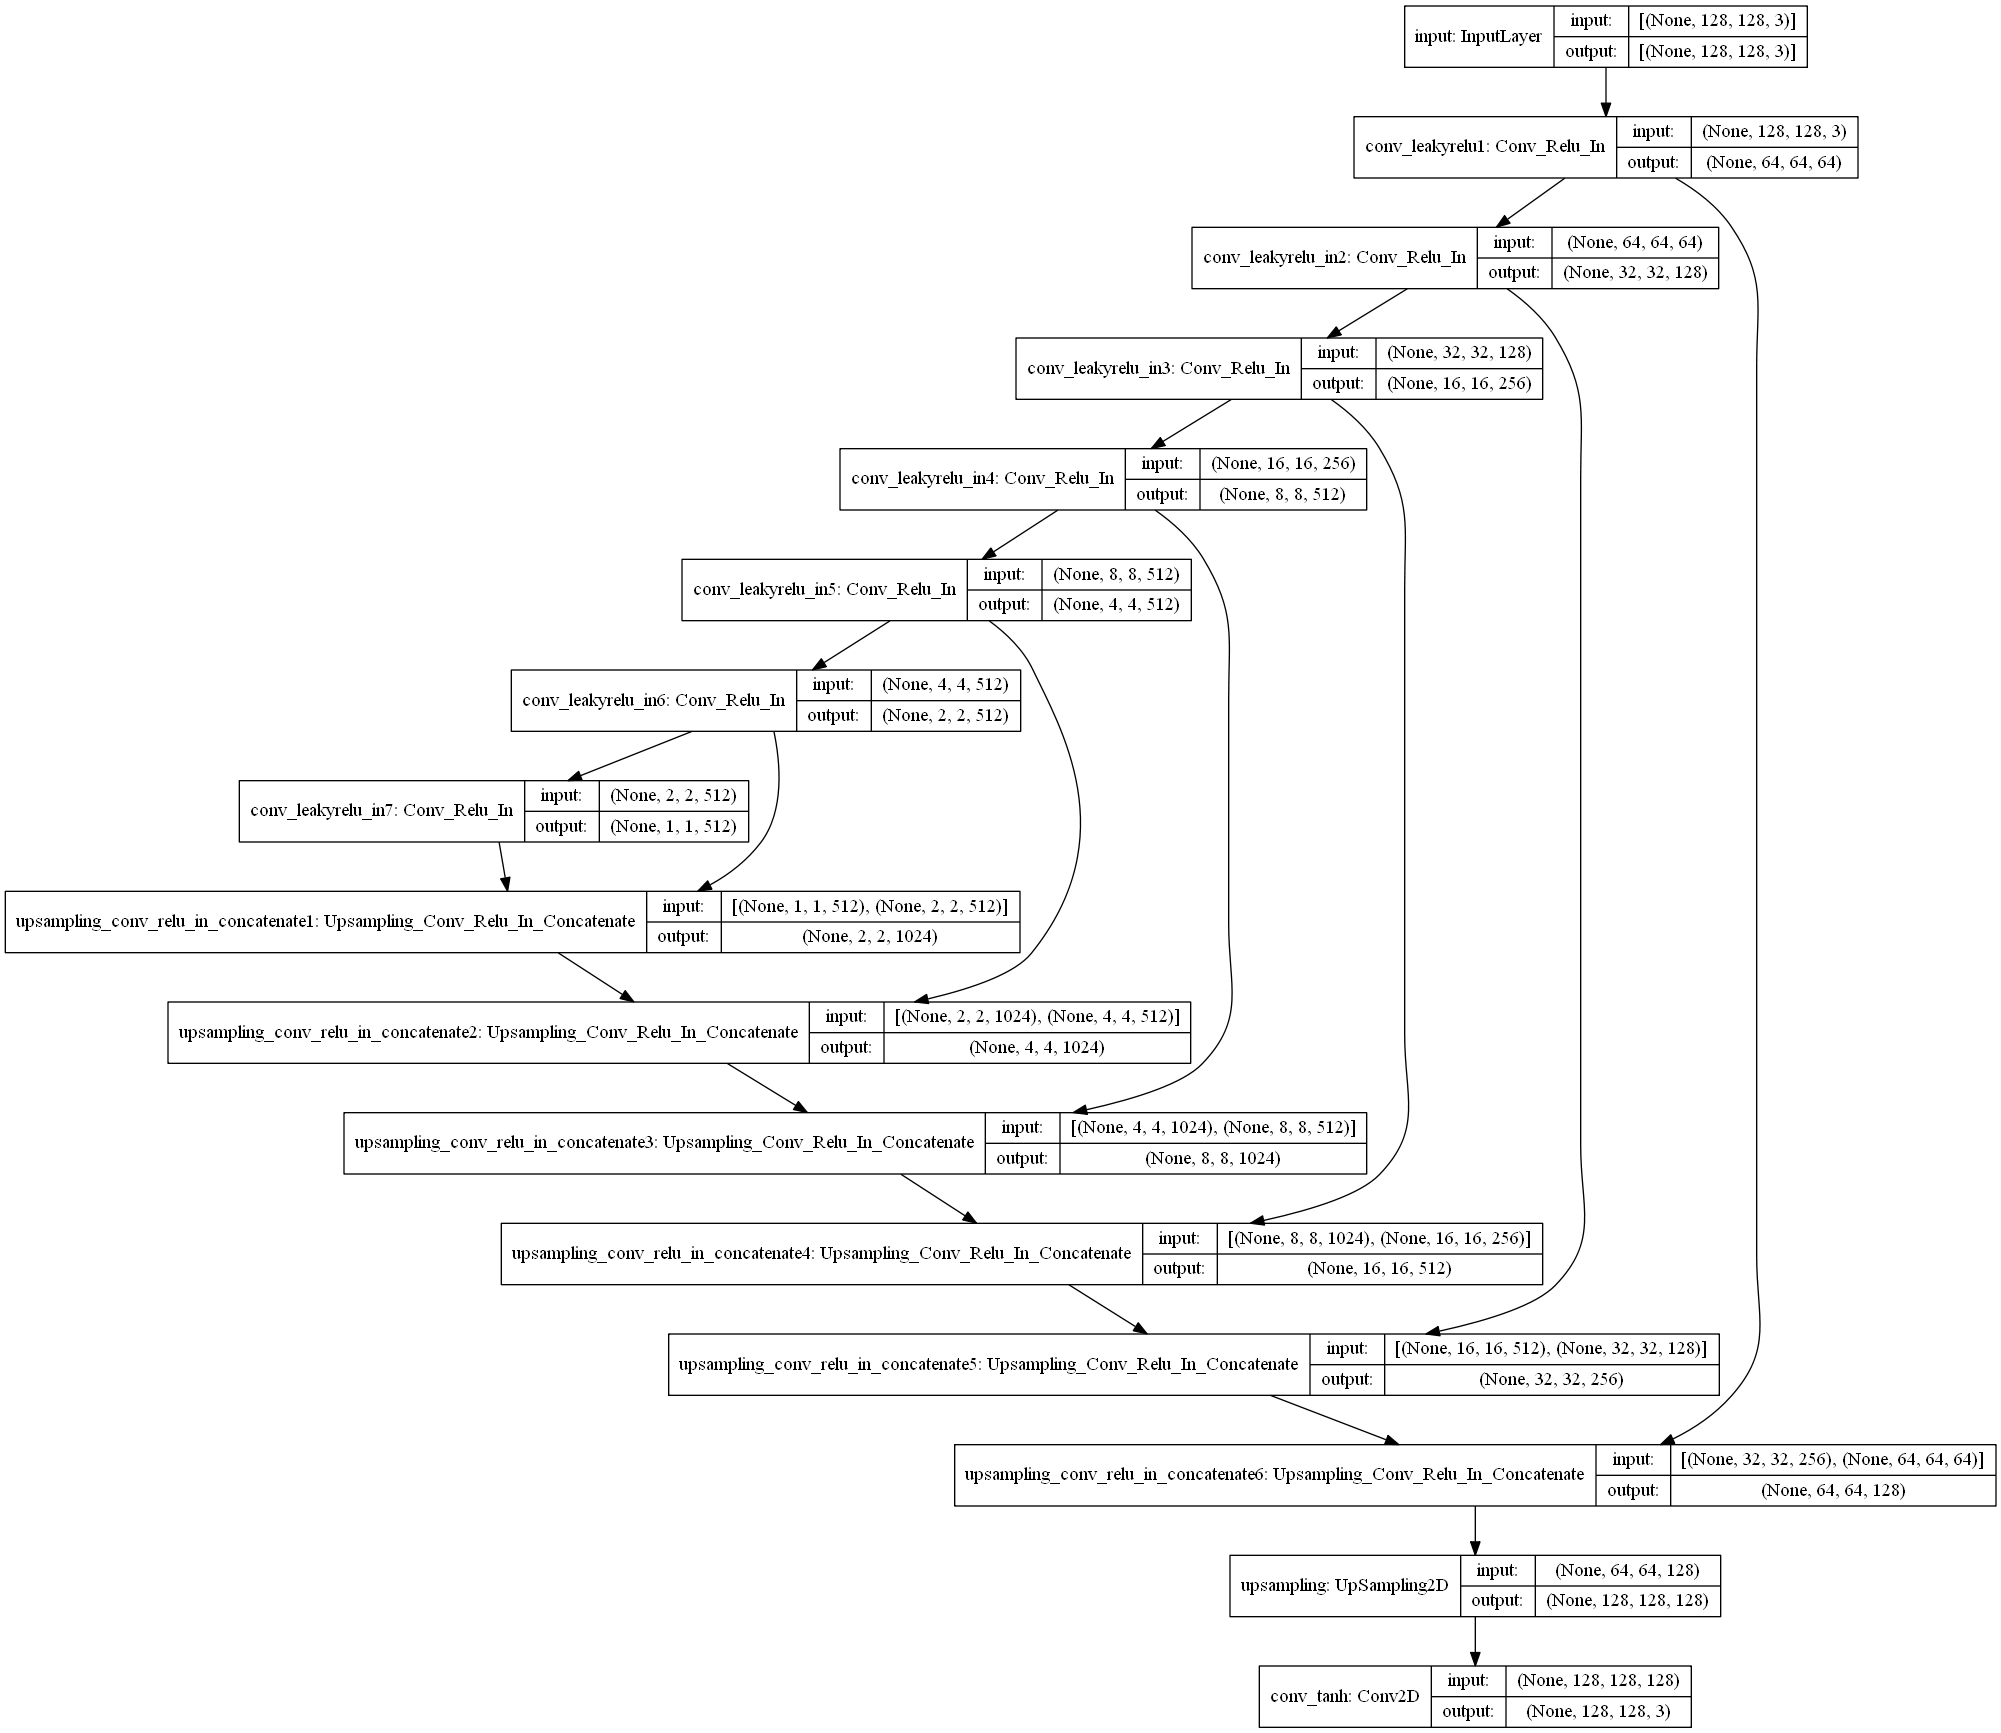 input: InputLayer
input: [(None, 128, 128, 3)]
output: [(None, 128, 128, 3)]
conv_leakyrelu1: Conv_Relu_In
input: (None, 128, 128, 3)
output: (None, 64, 64, 64)
conv_leakyrelu_in2: Conv_Relu_In
input: (None, 64, 64, 64)
output: (None, 32, 32, 128)
conv_leakyrelu_in3: Conv_Relu_In
input: (None, 32, 32, 128)
output: (None, 16, 16, 256)
conv_leakyrelu_in4: Conv_Relu_In
input: (None, 16, 16, 256)
output: (None, 8, 8, 512)
conv_leakyrelu_in5: Conv_Relu_In
input: (None, 8, 8, 512)
output: (None, 4, 4, 512)
conv_leakyrelu_in6: Conv_Relu_In
input: (None, 4, 4, 512)
output: (None, 2, 2, 512)
conv_leakyrelu_in7: Conv_Relu_In
input: (None, 2, 2, 512)
output: (None, 1, 1, 512)
upsampling_conv_relu_in_concatenate1: Upsampling_Conv_Relu_In_Concatenate
input: [(None, 1, 1, 512), (None, 2, 2, 512)]
output: (None, 2, 2, 1024)
upsampling_conv_relu_in_concatenate2: Upsampling_Conv_Relu_In_Concatenate
input: [(None, 2, 2, 1024), (None, 4, 4, 512)]
output: (None, 4, 4, 1024)
upsampling_conv_relu_in_concatenate3: Upsampling_Conv_Relu_In_Concatenate
input: [(None, 4, 4, 1024), (None, 8, 8, 512)]
output: (None, 8, 8, 1024)
upsampling_conv_relu_in_concatenate4: Upsampling_Conv_Relu_In_Concatenate
input: [(None, 8, 8, 1024), (None, 16, 16, 256)]
output: (None, 16, 16, 512)
upsampling_conv_relu_in_concatenate5: Upsampling_Conv_Relu_In_Concatenate
input: [(None, 16, 16, 512), (None, 32, 32, 128)]
output: (None, 32, 32, 256)
upsampling_conv_relu_in_concatenate6: Upsampling_Conv_Relu_In_Concatenate
input: [(None, 32, 32, 256), (None, 64, 64, 64)]
output: (None, 64, 64, 128)
upsampling: UpSampling2D
input: (None, 64, 64, 128)
output: (None, 128, 128, 128)
conv_tanh: Conv2D
input: (None, 128, 128, 128)
output: (None, 128, 128, 3)